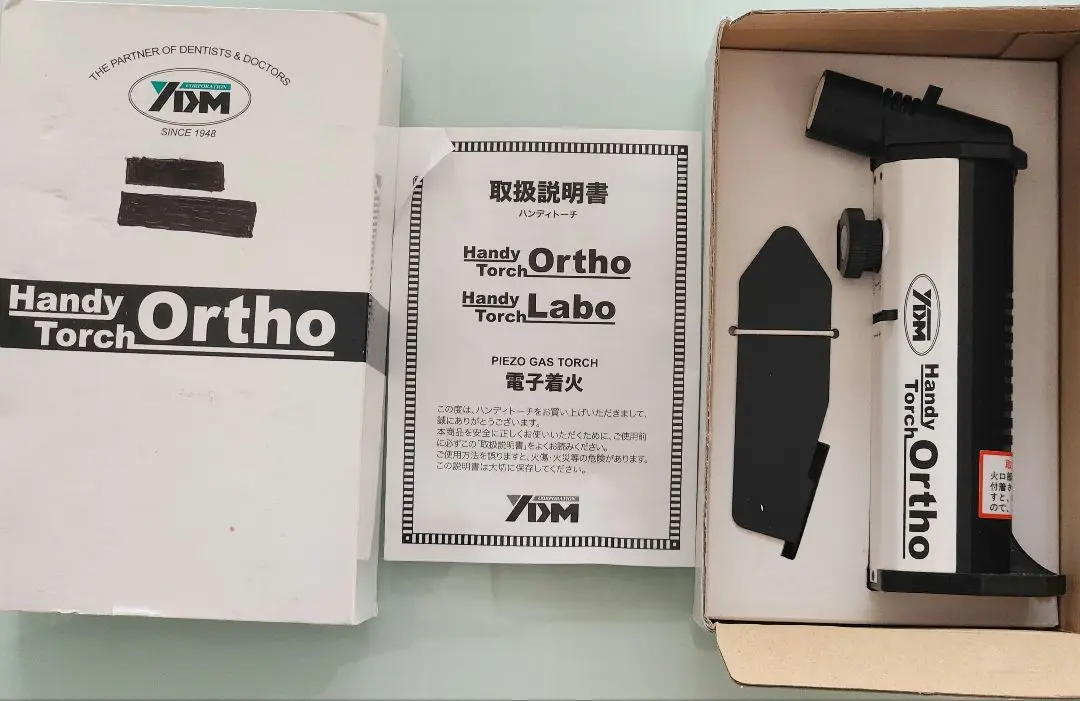 THE PARTNER OF DENTISTS & DOCTORS
YDM
CORPORATION
SINCE 1948
Handy
Torch Ortho
取扱説明書
ハンディトーチ
Handy
Torch Ortho
Handy
Torch Labo
PIEZO GAS TORCH
電子着火
この度は、ハンディトーチをお買い上げいただきまして、
誠にありがとうございます。
本商品を安全に正しくお使いいただくために、ご使用前
に必ずこの「取扱説明書」をよくお読みください。
ご使用方法を誤りますと、火傷・火災等の危険があります。
この説明書は大切に保存してください。
YDM
CORPORATION
YDM
Handy
Torch Ortho
火口
付着
すと、
ので、